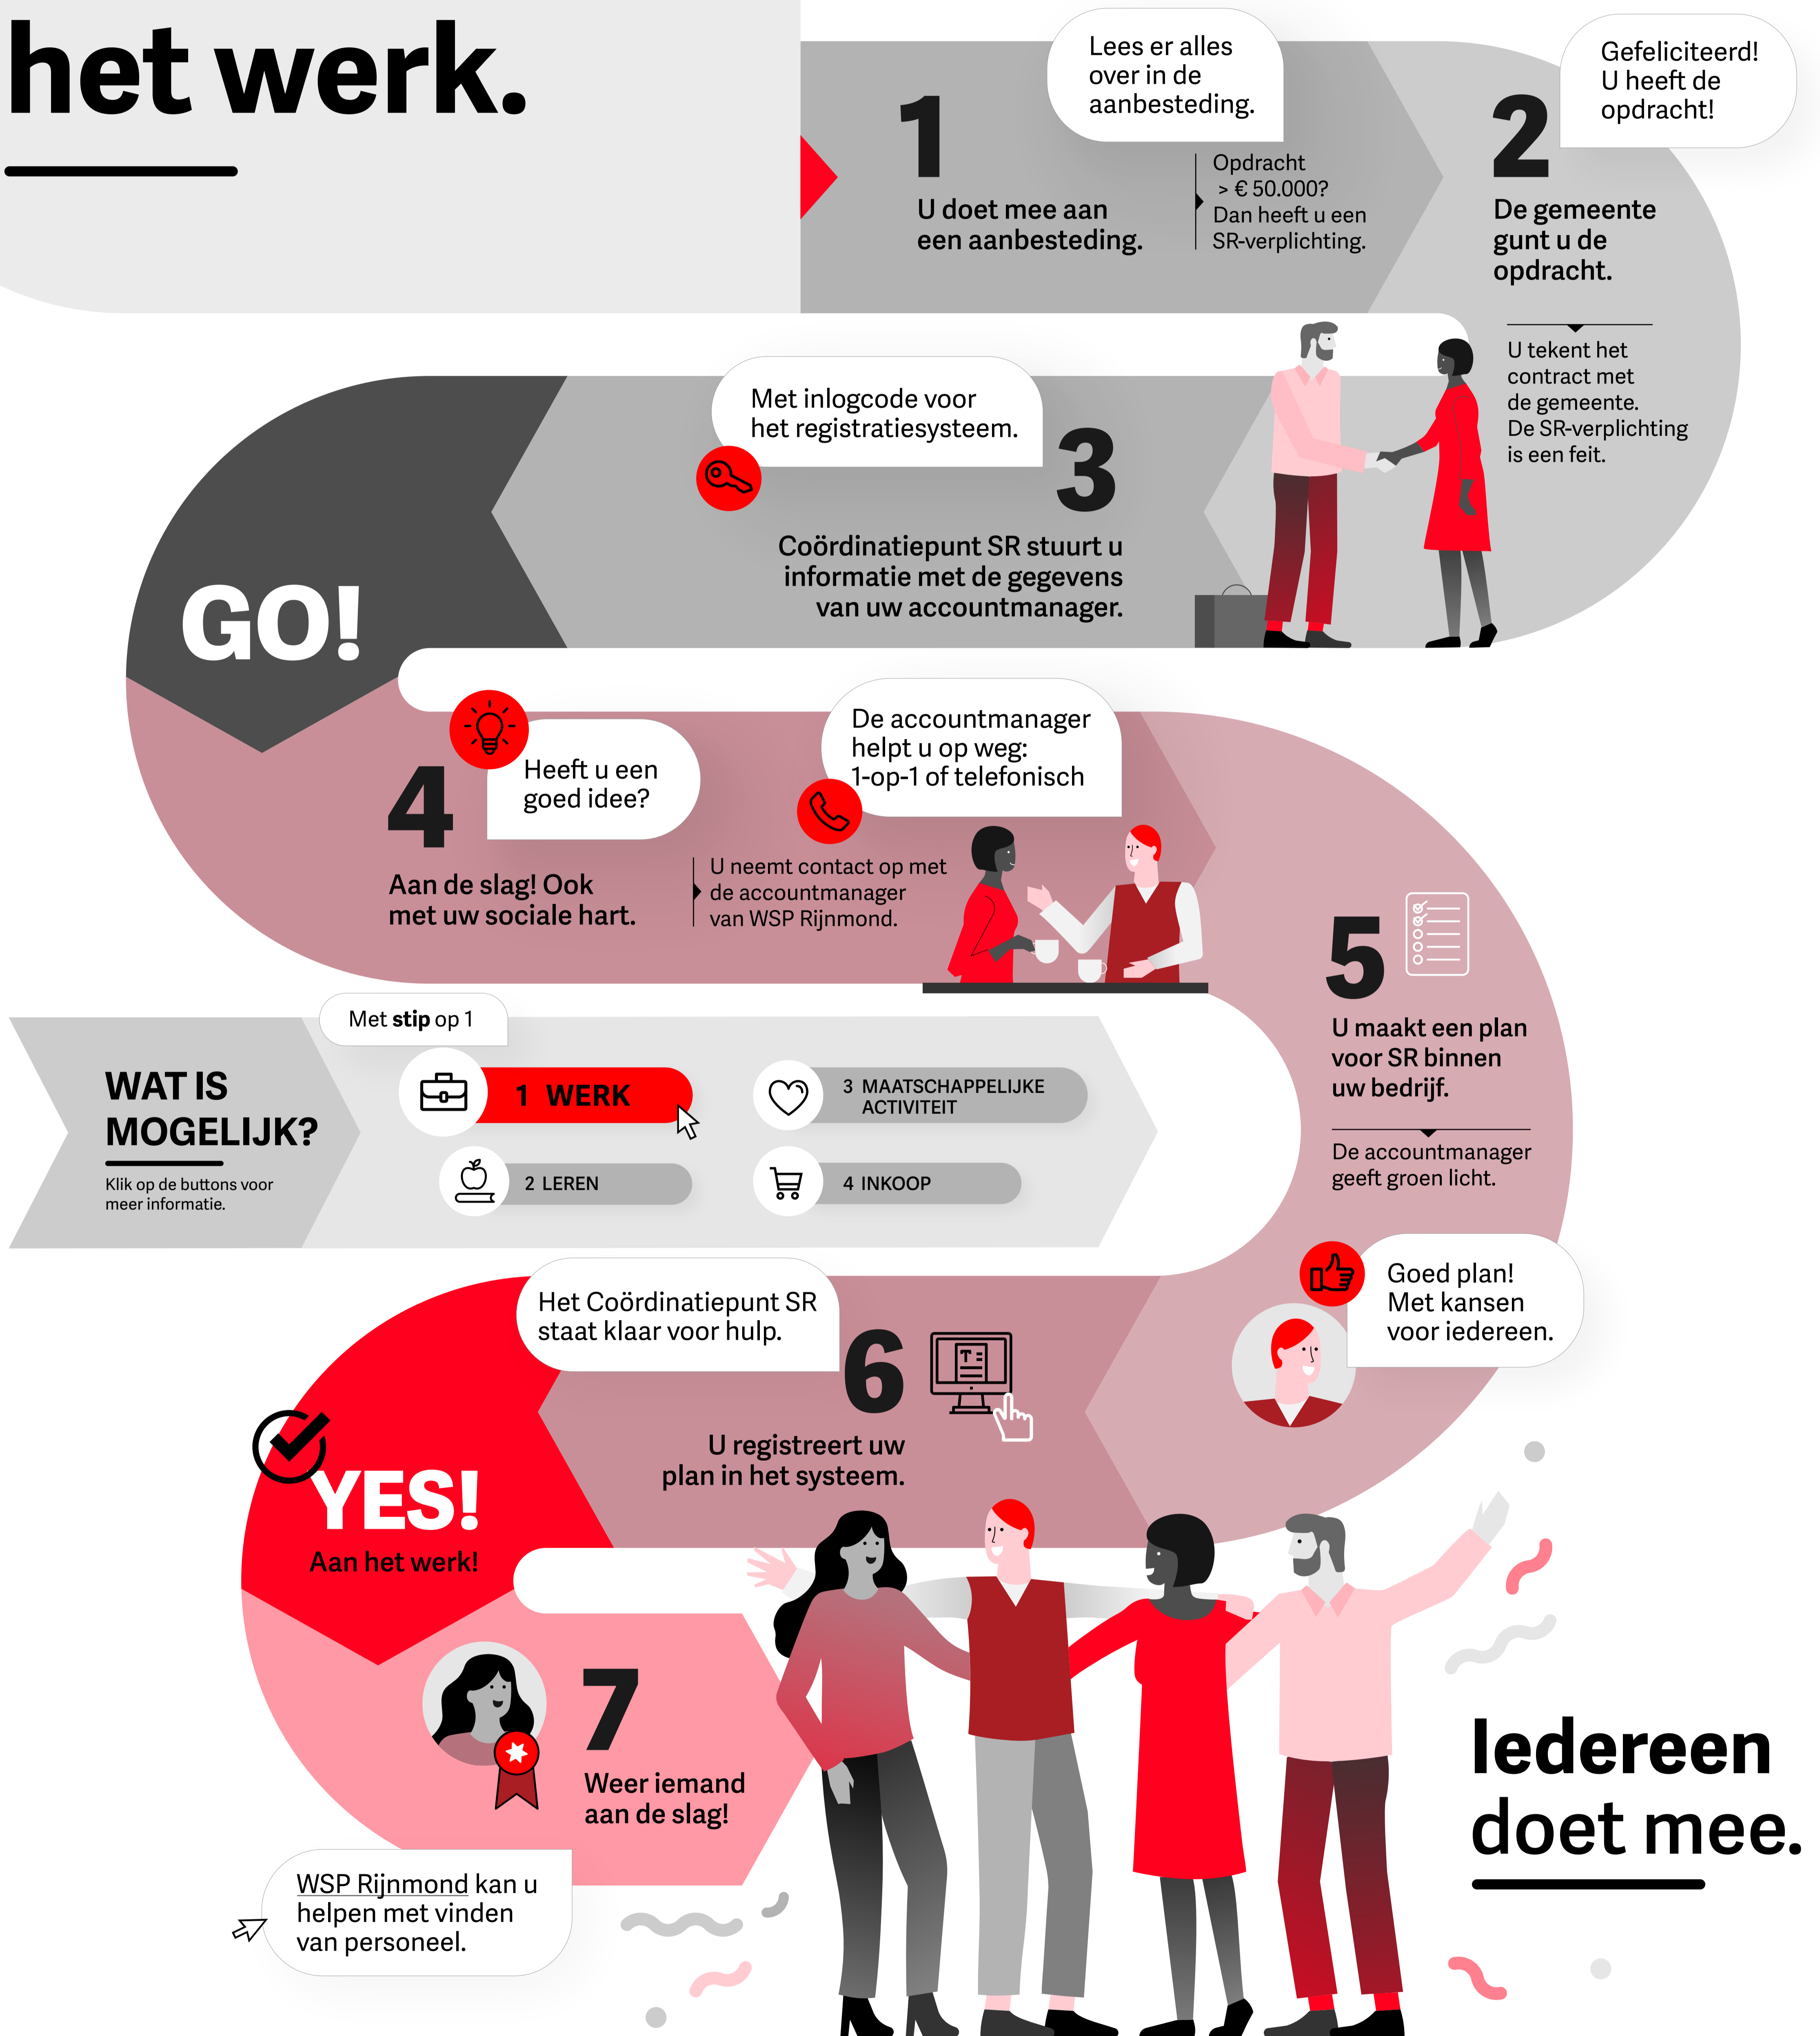 het werk.
Lees er alles
over in de
aanbesteding.
1
U doet mee aan
een aanbesteding.
Opdracht
> € 50.000?
Dan heeft u een
SR-verplichting.
Gefeliciteerd!
U heeft de
opdracht!
2
De gemeente
gunt u de
opdracht.
U tekent het
contract met
de gemeente.
De SR-verplichting
is een feit.
Met inlogcode voor
het registratiesysteem.
3
Coördinatiepunt SR stuurt u
informatie met de gegevens
van uw accountmanager.
GO!
4
Heeft u een
goed idee?
Aan de slag! Ook
met uw sociale hart.
De accountmanager
helpt u op weg:
1-op-1 of telefonisch
U neemt contact op met
de accountmanager
van WSP Rijnmond.
5
U maakt een plan
voor SR binnen
uw bedrijf.
De accountmanager
geeft groen licht.
Goed plan!
Met kansen
voor iedereen.
WAT IS
MOGELIJK?
Klik op de buttons voor
meer informatie.
Met stip op 1
1 WERK
2 LEREN
3 MAATSCHAPPELIJKE
ACTIVITEIT
4 INKOOP
Het Coördinatiepunt SR
staat klaar voor hulp.
6
T
U registreert uw
plan in het systeem.
YES!
Aan het werk!
7
Weer iemand
aan de slag!
WSP Rijnmond kan u
helpen met vinden
van personeel.
Iedereen
doet mee.